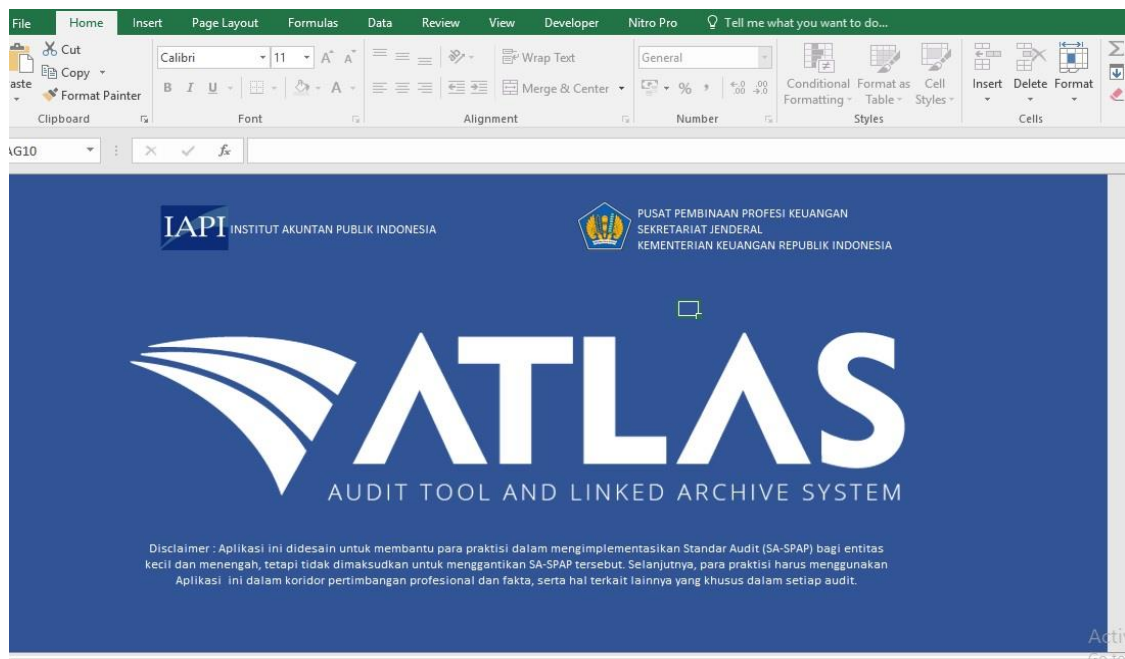 File Home Insert Page Layout Formulas Data Review View Developer Nitro Pro Tell me what you want to do...
Cut
Copy
aste
Format Painter
Clipboard
Calibri 11 A A
B I U A
Font
Wrap Text
Merge & Center
Alignment
General
% , .00
Number
Conditional Formatting
Format as Table
Cell Styles
Styles
Insert Delete Format
Cells
AG10 fx
IAPI INSTITUT AKUNTAN PUBLIK INDONESIA
PUSAT PEMBINAAN PROFESI KEUANGAN
SEKRETARIAT JENDERAL
KEMENTERIAN KEUANGAN REPUBLIK INDONESIA
ATLAS
AUDIT TOOL AND LINKED ARCHIVE SYSTEM
Disclaimer : Aplikasi ini didesain untuk membantu para praktisi dalam mengimplementasikan Standar Audit (SA-SPAP) bagi entitas
kecil dan menengah, tetapi tidak dimaksudkan untuk menggantikan SA-SPAP tersebut. Selanjutnya, para praktisi harus menggunakan
Aplikasi ini dalam koridor pertimbangan profesional dan fakta, serta hal terkait lainnya yang khusus dalam setiap audit.
Activ